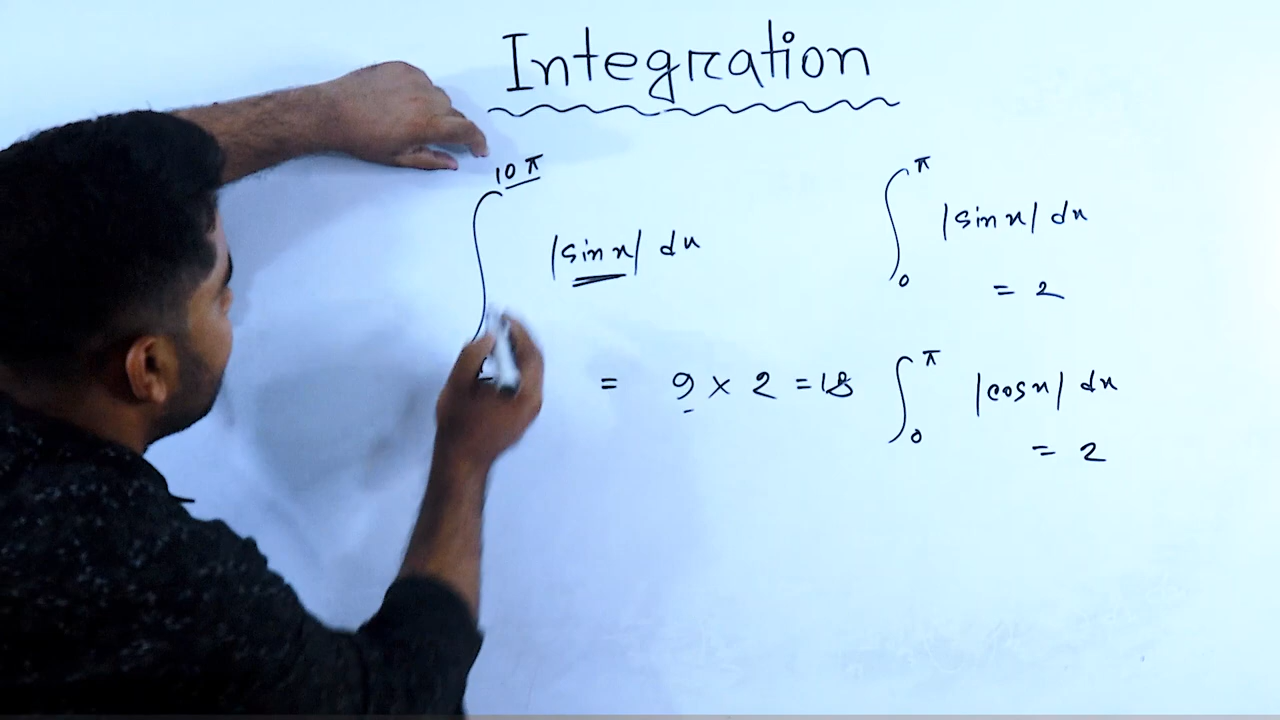 Integration
∫ 10π |sin x| dx
= 9 × 2 = 18
∫₀^π |sin x| dx
= 2
∫₀^π |cos x| dx
= 2